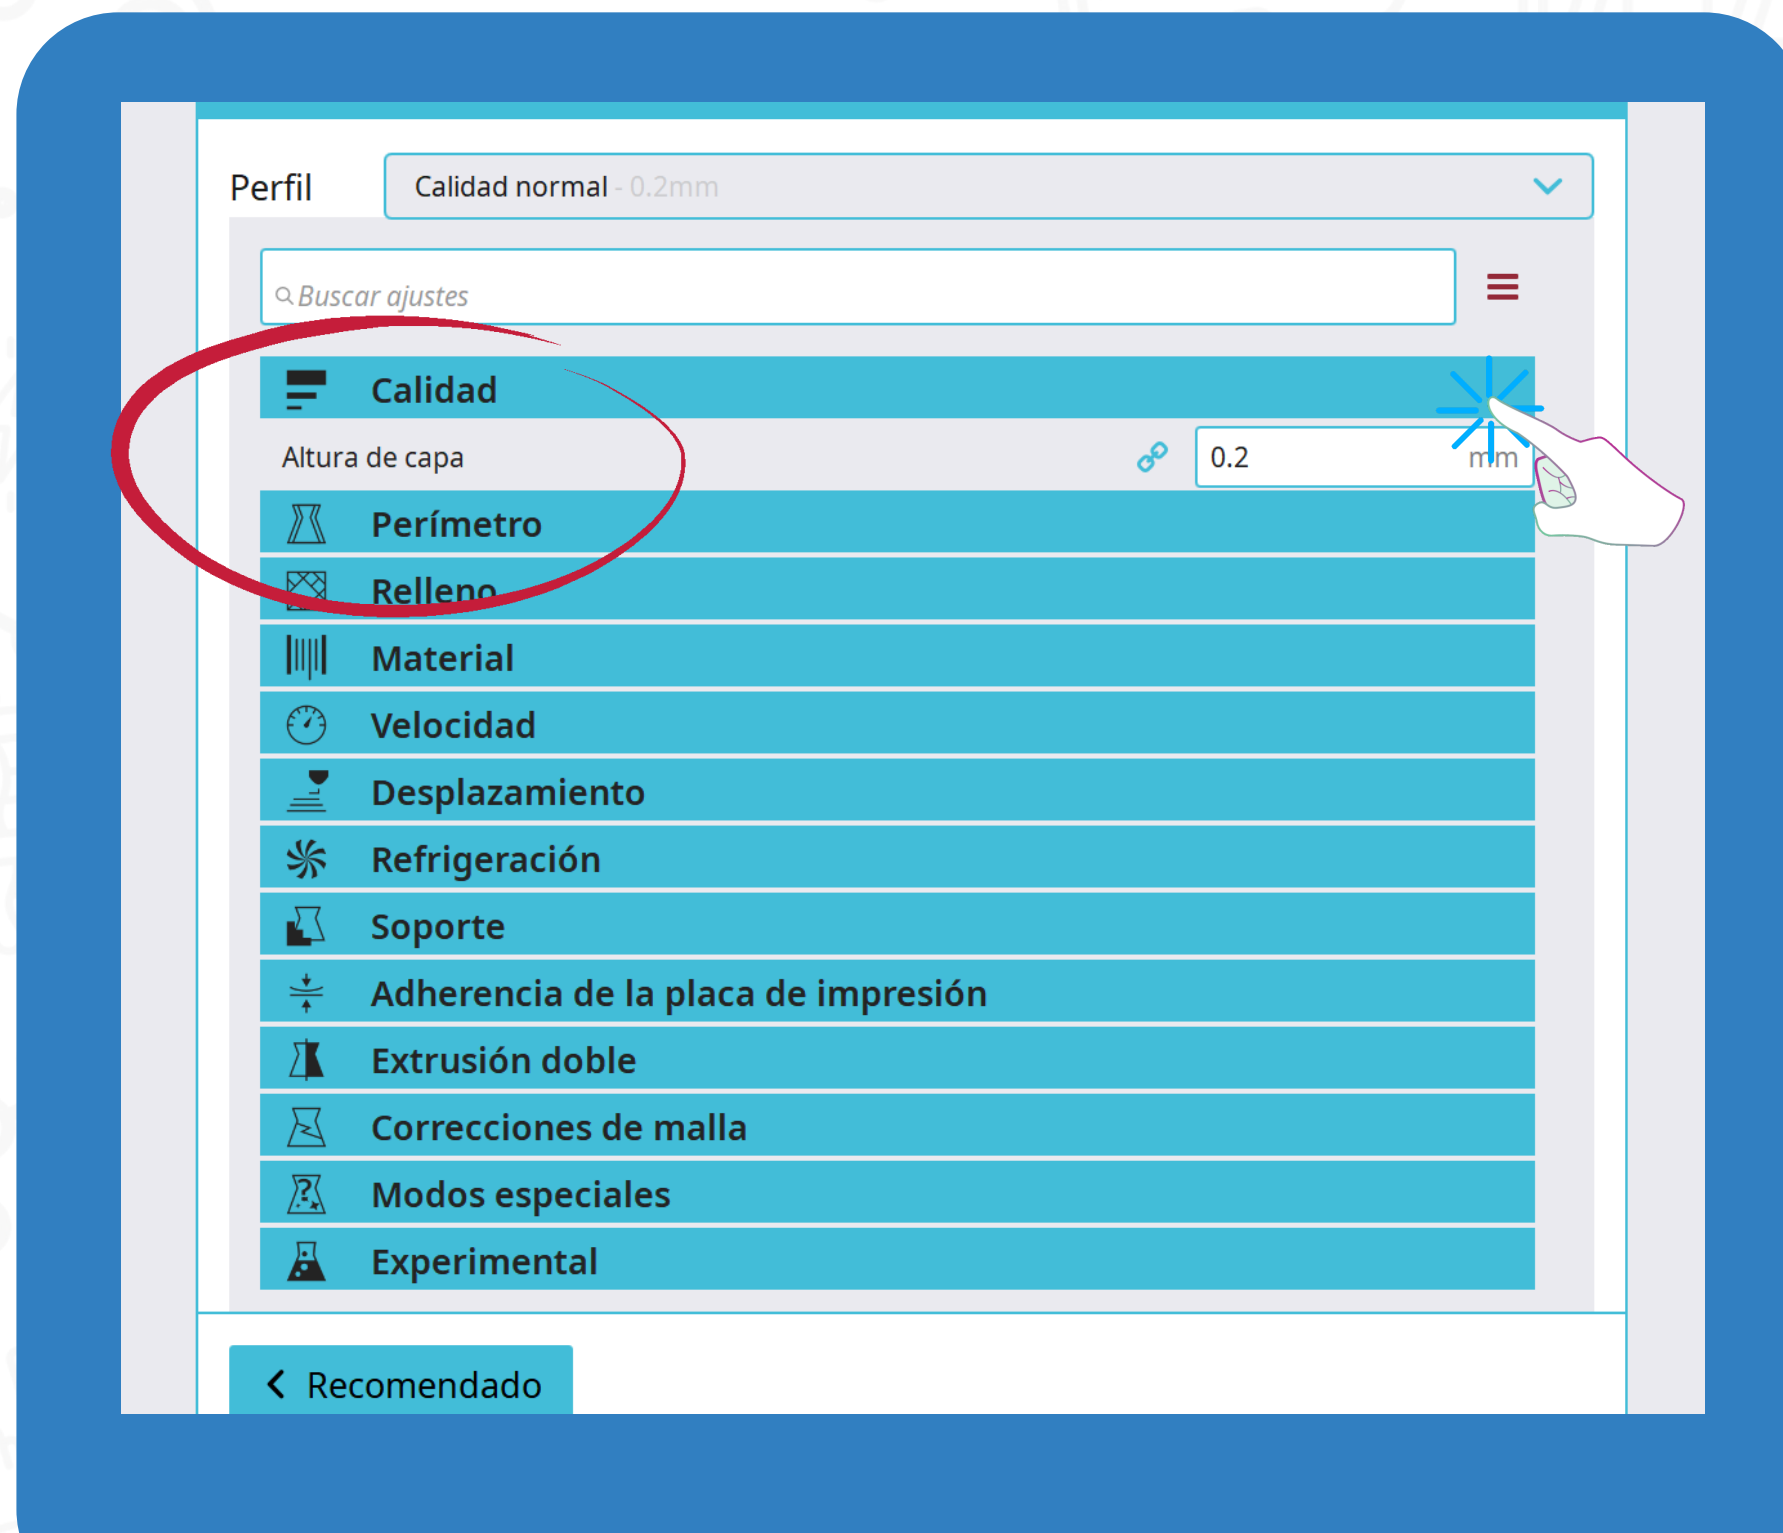 Perfil
Calidad normal - 0.2mm
Buscar ajustes
Calidad
Altura de capa
0.2 mm
Perímetro
Relleno
Material
Velocidad
Desplazamiento
Refrigeración
Soporte
Adherencia de la placa de impresión
Extrusión doble
Correcciones de malla
Modos especiales
Experimental
Recomendado